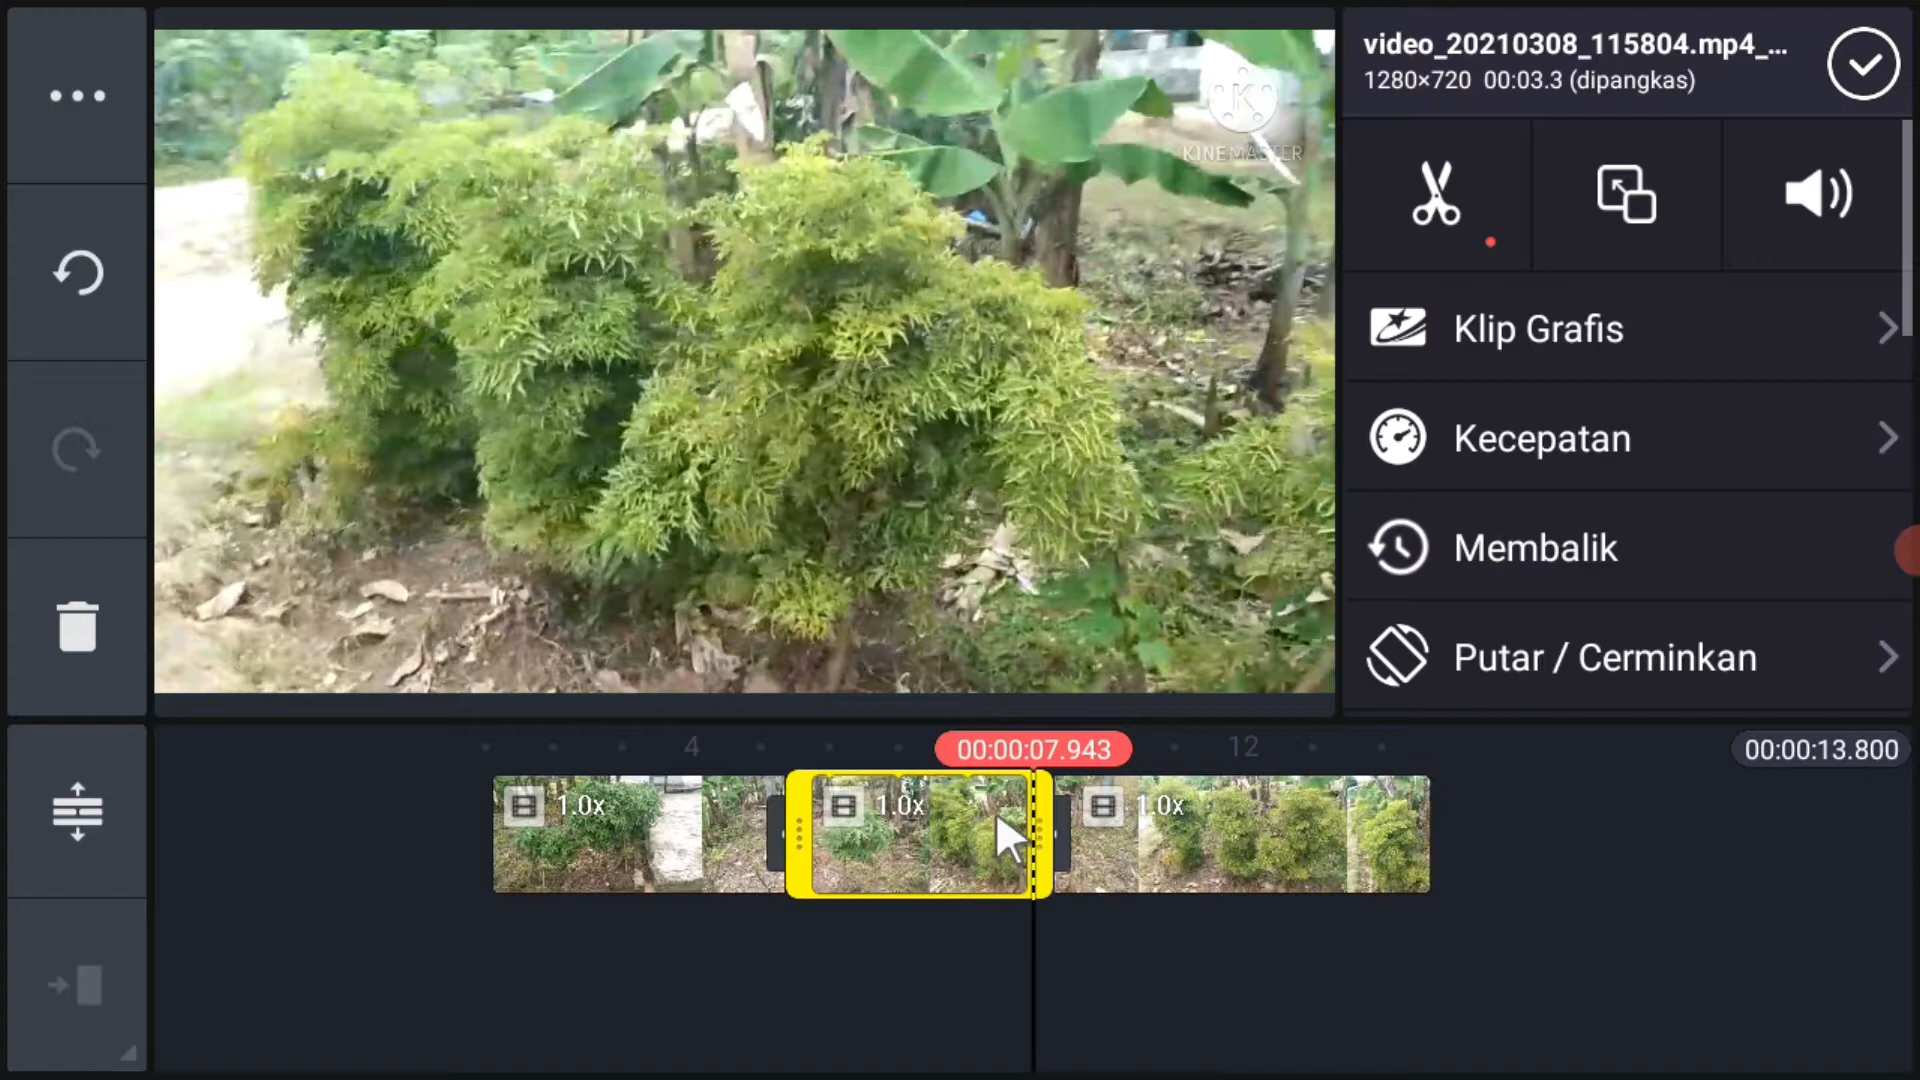 video_20210308_115804.mp4_...
1280×720 00:03.3 (dipangkas)
KINEMASTER
Klip Grafis
Kecepatan
Membalik
Putar / Cerminkan
4
00:00:07.943
12
00:00:13.800
1.0x
1.0x
1.0x